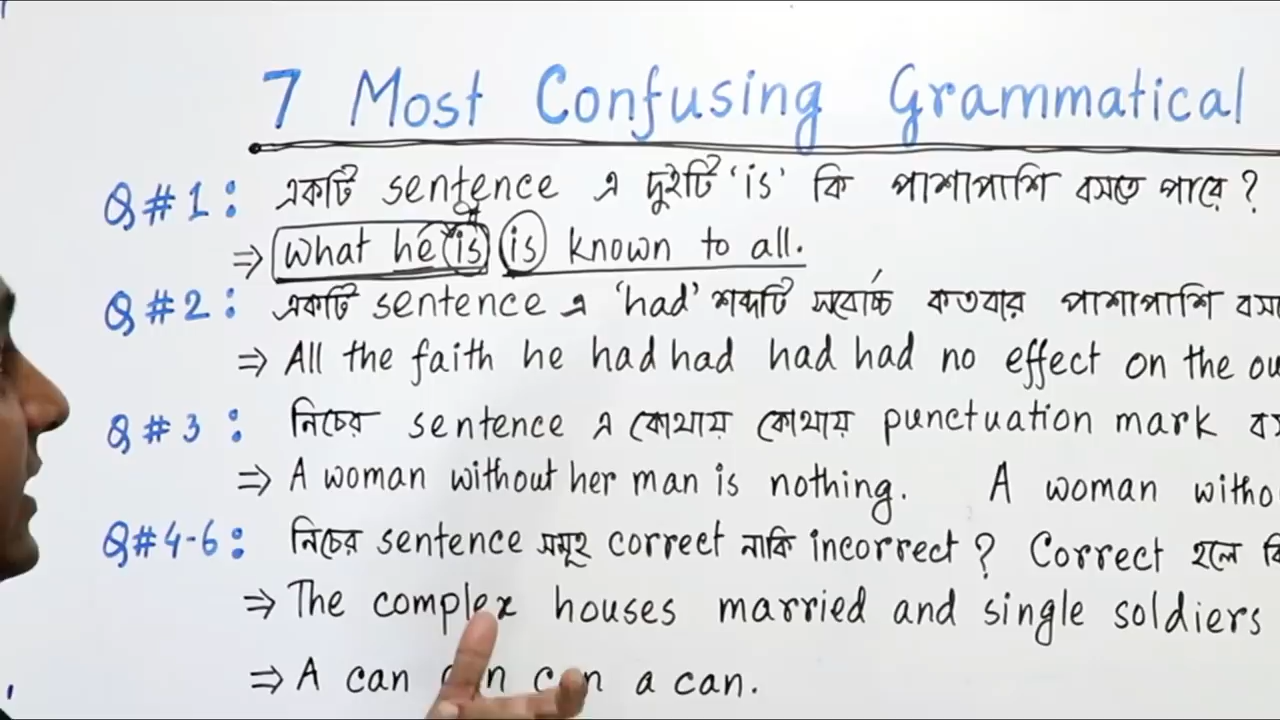 7 Most Confusing Grammatical
Q#1: একটি sentence এ দুইটি 'is' কি পাশাপাশি বসতে পারে?
⇒ What he is is known to all.
Q#2: একটি sentence এ 'had' শব্দটি সর্বোচ্চ কতবার পাশাপাশি
⇒ All the faith he had had had had no effect on the
Q#3: নিচের sentence এ কোথায় কোথায় punctuation mark
⇒ A woman without her man is nothing. A woman
Q#4-6: নিচের sentence সমূহ correct নাকি incorrect? Correct হলে
⇒ The complex houses married and single soldiers
⇒ A can can a can.